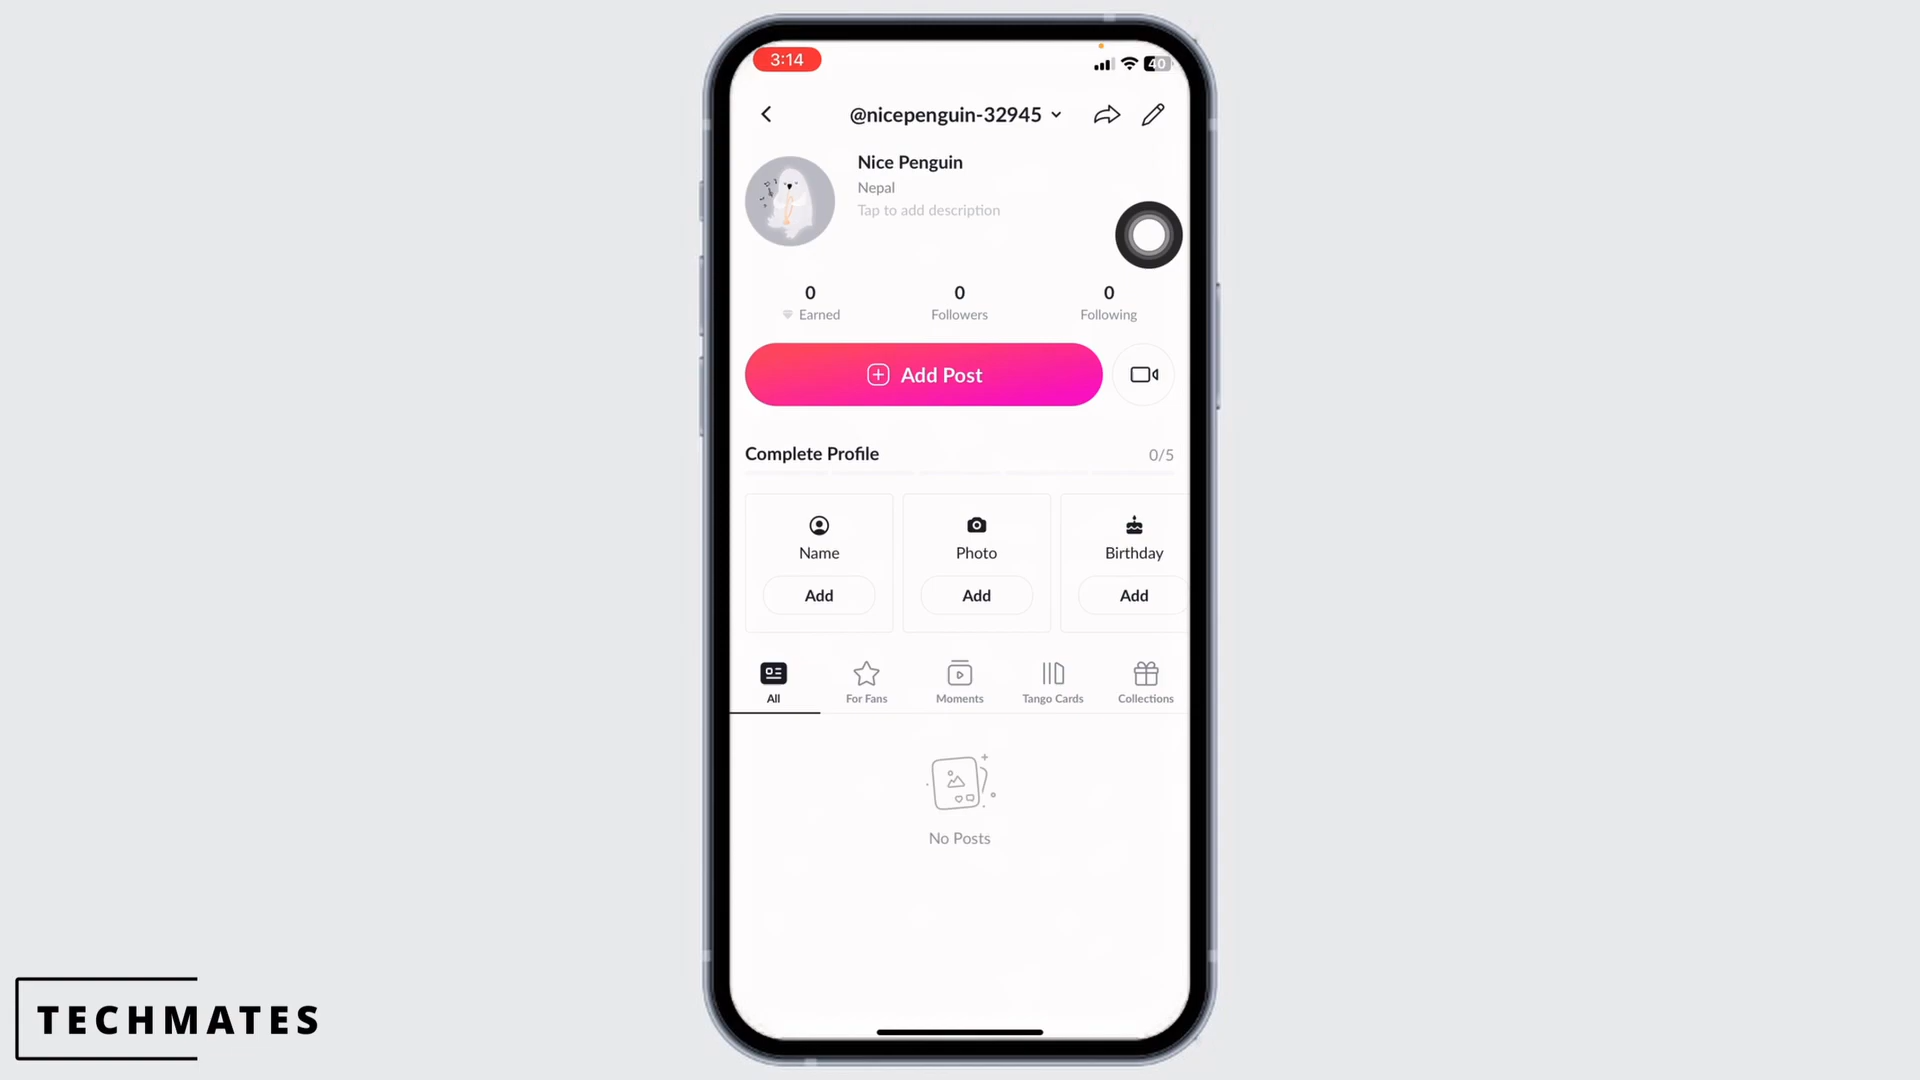 3:14
40
@nicepenguin-32945
Nice Penguin
Nepal
Tap to add description
0 0 0
Earned Followers Following
Add Post
Complete Profile 0/5
Name Photo Birthday
Add Add Add
All For Fans Moments Tango Cards Collections
No Posts
TECHMATES